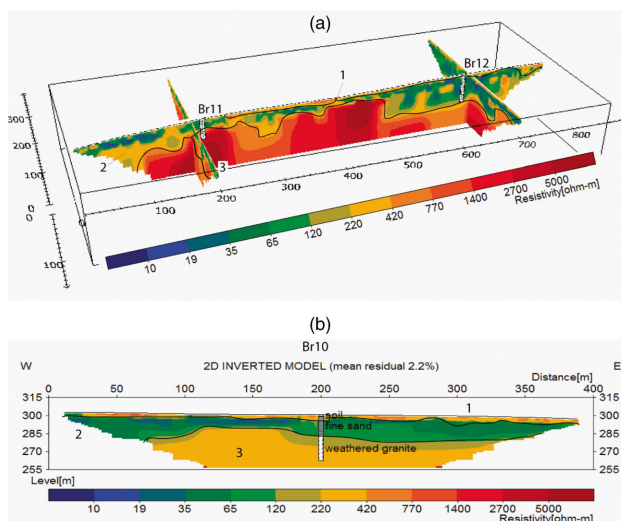 (a)
Br12
1
Br11
300
200
100
0
2
3
800
700
600
500
400
300
200
100
0
0
100
10 19 35 65 120 220 420 770 1400 2700 5000
Resistivity[ohm-m]
(b)
Br10
W 2D INVERTED MODEL (mean residual 2.2%) E
Distance[m]
0 50 100 150 200 250 300 350 400
315 315
300 soil 1 300
fine sand
285 2 285
weathered granite
270 3 270
255 255
Level[m]
10 19 35 65 120 220 420 770 1400 2700 5000
Resistivity[ohm-m]